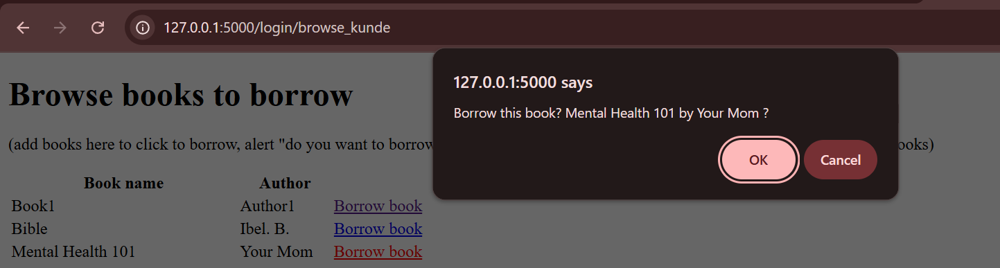 127.0.0.1:5000/login/browse_kunde
127.0.0.1:5000 says
Borrow this book? Mental Health 101 by Your Mom ?
OK Cancel
Browse books to borrow
(add books here to click to borrow, alert "do you want to borrow ooks)
Book name Author
Book1 Author1 Borrow book
Bible Ibel. B. Borrow book
Mental Health 101 Your Mom Borrow book